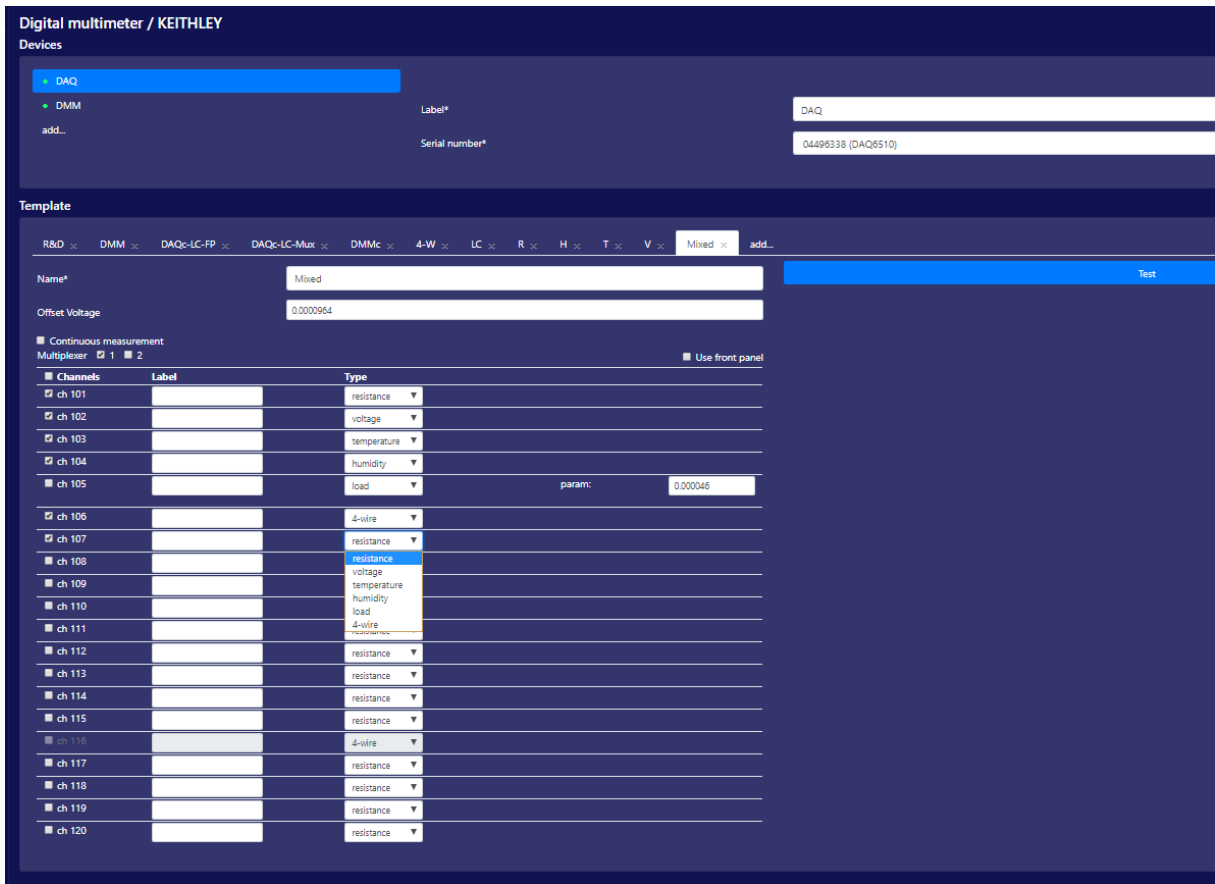 Digital multimeter / KEITHLEY
Devices
DAQ
DMM
add...
Label* DAQ
Serial number* 04496338 (DAQ6510)
Template
R&D × DMM × DAQc-LC-FP × DAQc-LC-Mux × DMMc × 4-W × LC × R × H × T × V × Mixed × add...
Name* Mixed Test
Offset Voltage 0.0000964
Continuous measurement
Multiplexer 1 2 Use front panel
Channels Label Type
ch 101 resistance
ch 102 voltage
ch 103 temperature
ch 104 humidity
ch 105 load param: 0.000046
ch 106 4-wire
ch 107 resistance
ch 108 resistance
voltage
ch 109 temperature
humidity
ch 110 load
ch 111 4-wire
ch 112 resistance
ch 113 resistance
ch 114 resistance
ch 115 resistance
ch 116 4-wire
ch 117 resistance
ch 118 resistance
ch 119 resistance
ch 120 resistance